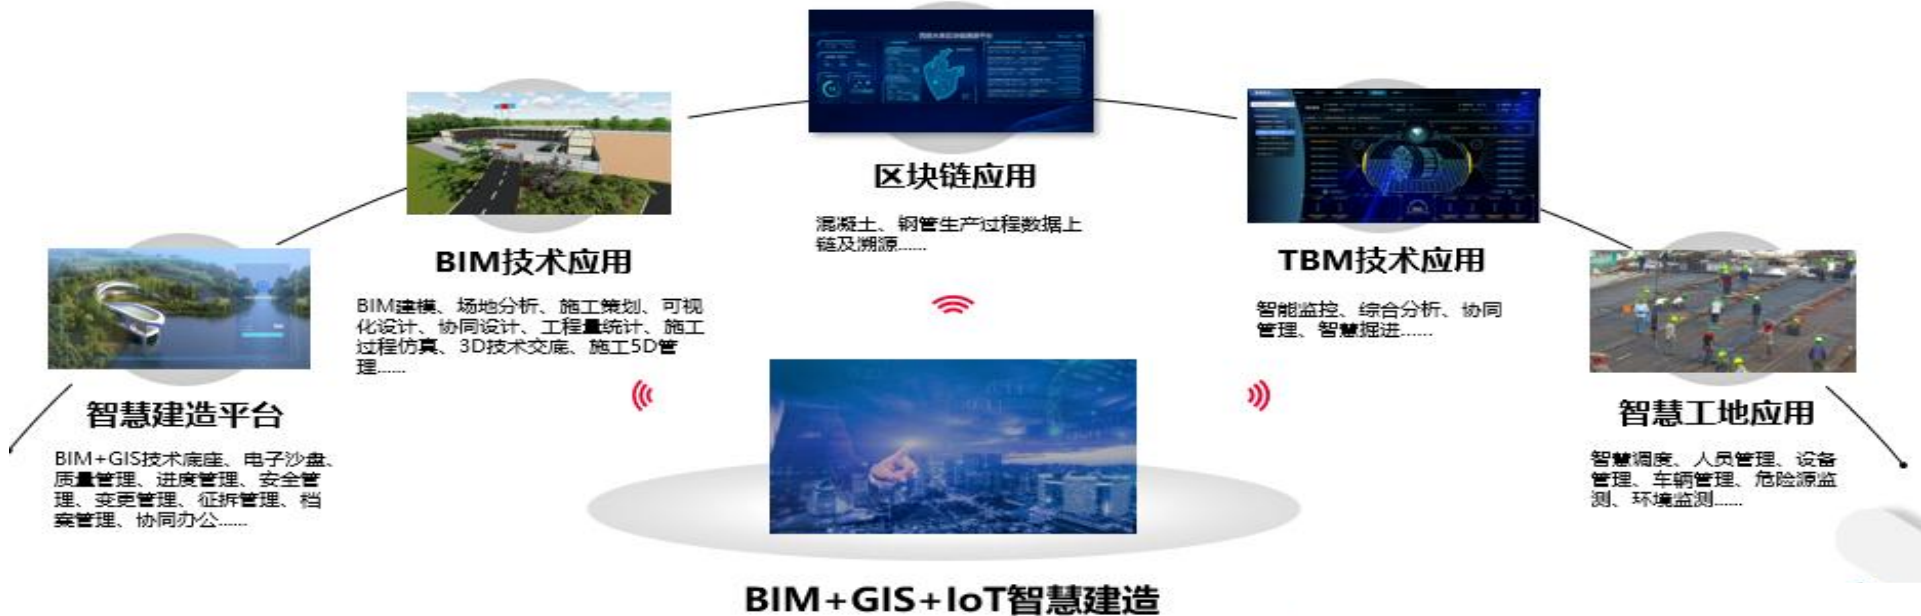 智慧建造平台
BIM+GIS技术底座、电子沙盘、
质量管理、进度管理、安全管
理、变更管理、征拆管理、档
案管理、协同办公……
BIM技术应用
BIM建模、场地分析、施工策划、可视
化设计、协同设计、工程量统计、施工
过程仿真、3D技术交底、施工5D管
理……
区块链应用
混凝土、钢管生产过程数据上
链及溯源……
TBM技术应用
智能监控、综合分析、协同
管理、智慧掘进……
智慧工地应用
智慧调度、人员管理、设备
管理、车辆管理、危险源监
测、环境监测……
BIM+GIS+IoT智慧建造